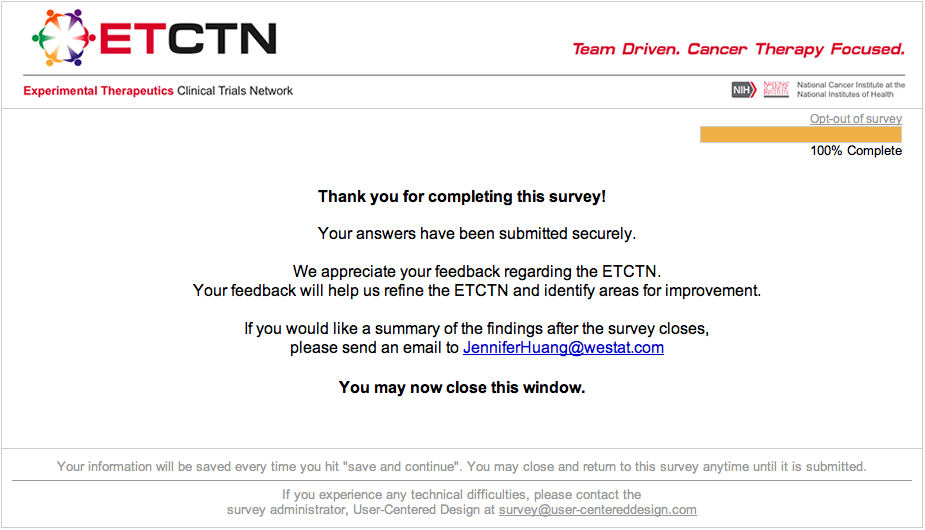 ETCTN
Team Driven. Cancer Therapy Focused.
Experimental Therapeutics Clinical Trials Network
NIH
NATIONAL
CANCER
INSTITUTE
National Cancer Institute at the
National Institutes of Health
Opt-out of survey
100% Complete
Thank you for completing this survey!
Your answers have been submitted securely.
We appreciate your feedback regarding the ETCTN.
Your feedback will help us refine the ETCTN and identify areas for improvement.
If you would like a summary of the findings after the survey closes,
please send an email to JenniferHuang@westat.com
You may now close this window.
Your information will be saved every time you hit "save and continue". You may close and return to this survey anytime until it is submitted.
If you experience any technical difficulties, please contact the
survey administrator, User-Centered Design at survey@user-centereddesign.com